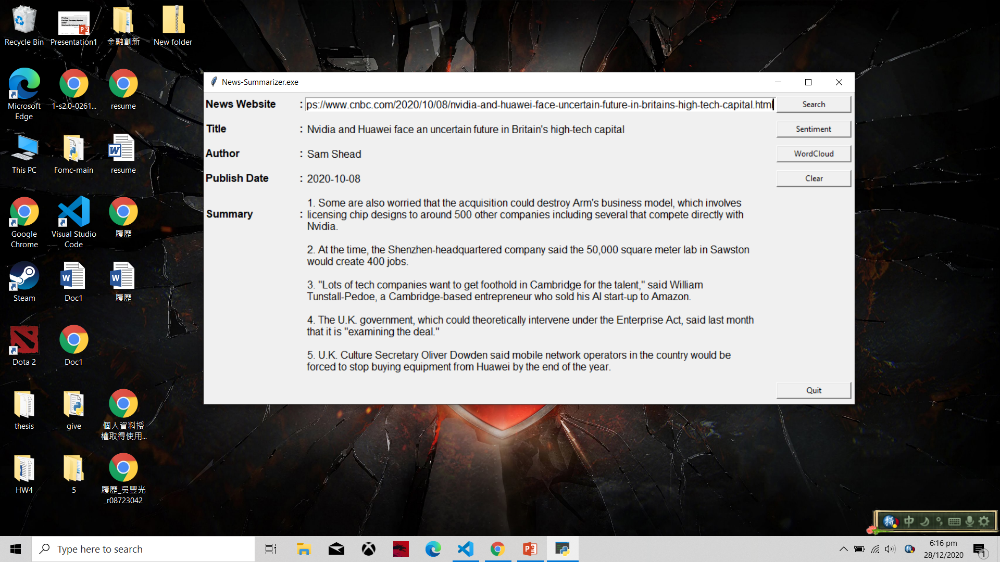 Recycle Bin
Presentation1
金融創新
New folder
Microsoft
Edge
1-s2.0-0261...
resume
This PC
Fomc-main
resume
Google
Chrome
Visual Studio
Code
履歷
Steam
Doc1
履歷
Dota 2
Doc1
thesis
give
個人資料授
權取得使用...
HW4
5
履歷_吳豐光
_r08723042
News-Summarizer.exe
News Website : ps://www.cnbc.com/2020/10/08/nvidia-and-huawei-face-uncertain-future-in-britains-high-tech-capital.html Search
Title : Nvidia and Huawei face an uncertain future in Britain's high-tech capital Sentiment
Author : Sam Shead WordCloud
Publish Date : 2020-10-08 Clear
Summary :
1. Some are also worried that the acquisition could destroy Arm's business model, which involves
licensing chip designs to around 500 other companies including several that compete directly with
Nvidia.
2. At the time, the Shenzhen-headquartered company said the 50,000 square meter lab in Sawston
would create 400 jobs.
3. "Lots of tech companies want to get foothold in Cambridge for the talent," said William
Tunstall-Pedoe, a Cambridge-based entrepreneur who sold his AI start-up to Amazon.
4. The U.K. government, which could theoretically intervene under the Enterprise Act, said last month
that it is "examining the deal."
5. U.K. Culture Secretary Oliver Dowden said mobile network operators in the country would be
forced to stop buying equipment from Huawei by the end of the year.
Quit
拼 中
Type here to search
6:16 pm
28/12/2020
1